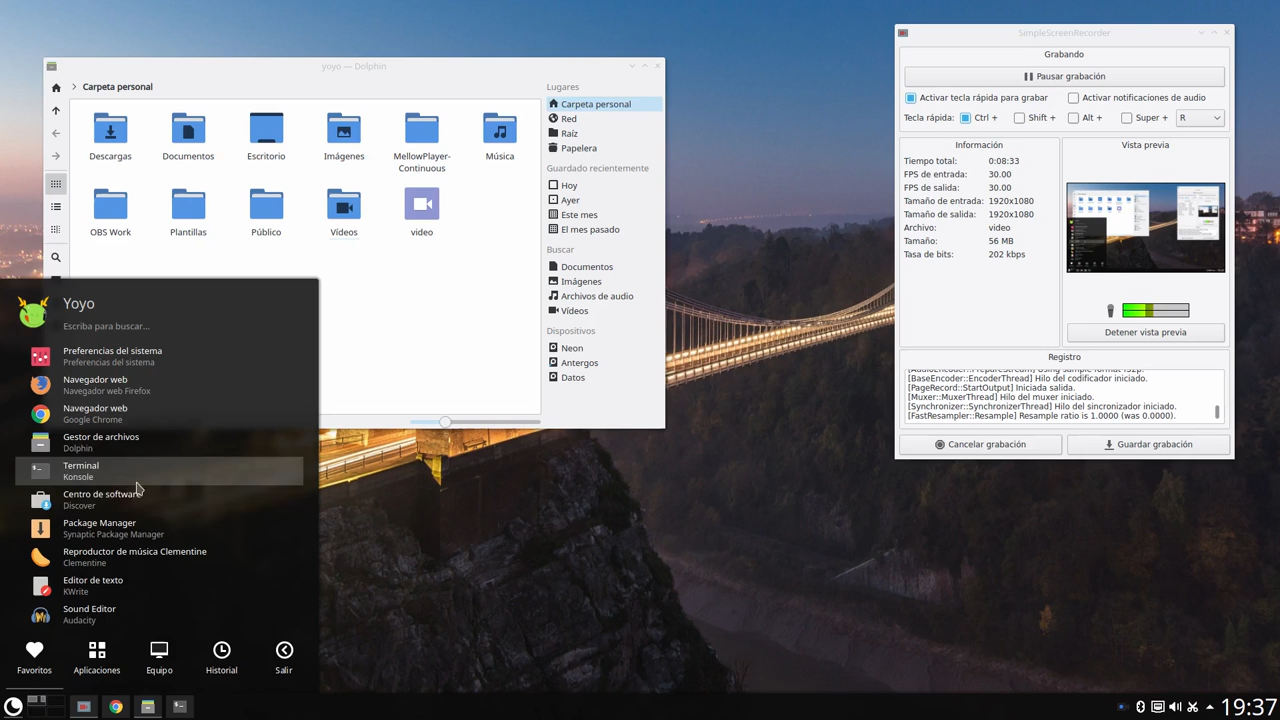 yoyo — Dolphin
Carpeta personal
Descargas
Documentos
Escritorio
Imágenes
MellowPlayer-
Continuous
Música
OBS Work
Plantillas
Público
Vídeos
video
Lugares
Carpeta personal
Red
Raíz
Papelera
Guardado recientemente
Hoy
Ayer
Este mes
El mes pasado
Buscar
Documentos
Imágenes
Archivos de audio
Vídeos
Dispositivos
Neon
Antergos
Datos
SimpleScreenRecorder
Grabando
Pausar grabación
Activar tecla rápida para grabar
Activar notificaciones de audio
Tecla rápida: Ctrl + Shift + Alt + Super + R
Información
Tiempo total: 0:08:33
FPS de entrada: 30.00
FPS de salida: 30.00
Tamaño de entrada: 1920x1080
Tamaño de salida: 1920x1080
Archivo: video
Tamaño: 56 MB
Tasa de bits: 202 kbps
Vista previa
Detener vista previa
Registro
[BaseEncoder::EncoderThread] Hilo del codificador iniciado.
[PageRecord::StartOutput] Iniciada salida.
[Muxer::MuxerThread] Hilo del muxer iniciado.
[Synchronizer::SynchronizerThread] Hilo del sincronizador iniciado.
[FastResampler::Resample] Resample ratio is 1.0000 (was 0.0000).
Cancelar grabación
Guardar grabación
Yoyo
Escriba para buscar...
Preferencias del sistema
Preferencias del sistema
Navegador web
Navegador web Firefox
Navegador web
Google Chrome
Gestor de archivos
Dolphin
Terminal
Konsole
Centro de software
Discover
Package Manager
Synaptic Package Manager
Reproductor de música Clementine
Clementine
Editor de texto
KWrite
Sound Editor
Audacity
Favoritos
Aplicaciones
Equipo
Historial
Salir
19:37